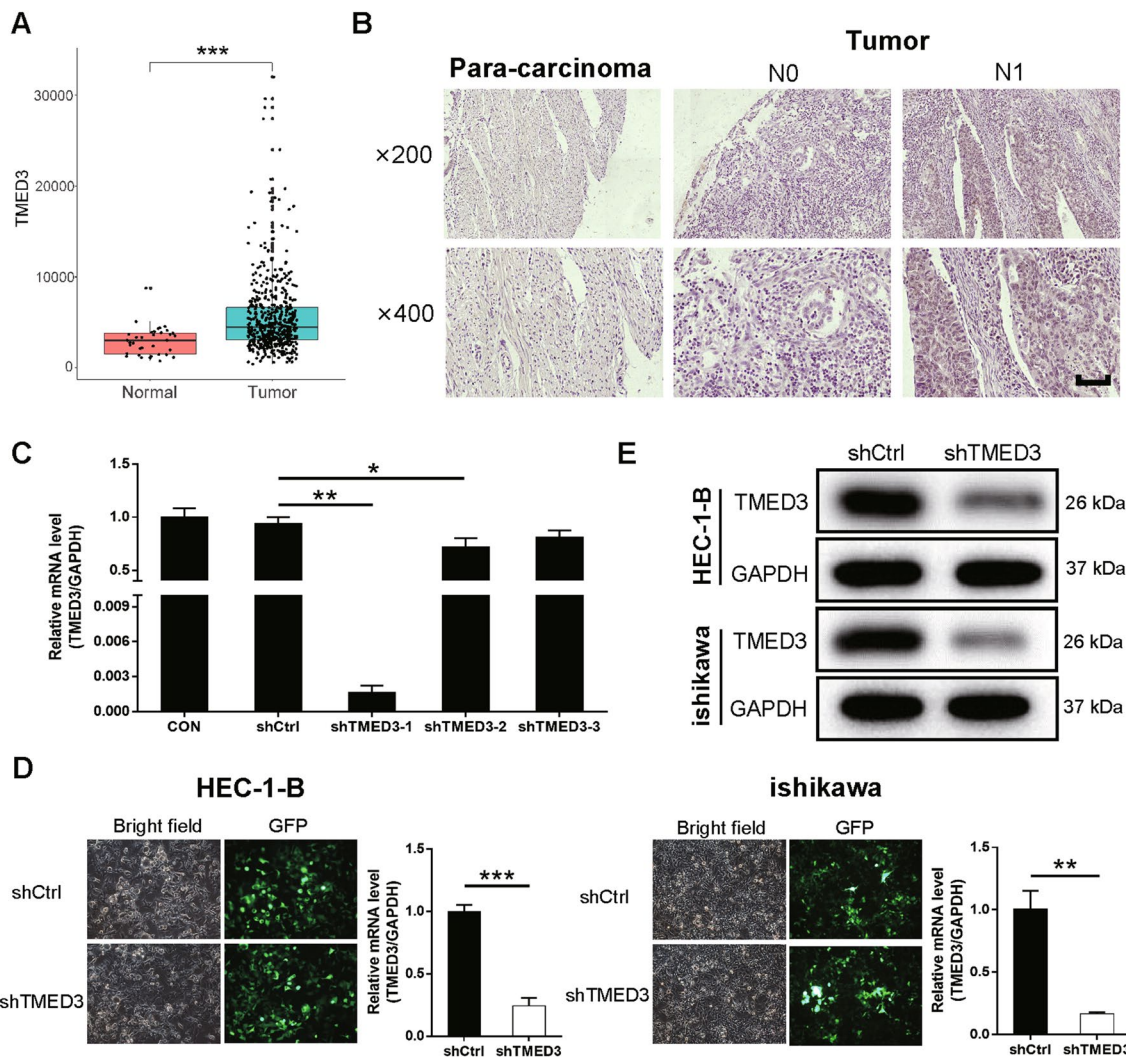 A
***
TMED3
30000
20000
10000
0
Normal
Tumor
B
Para-carcinoma
Tumor
N0
N1
×200
×400
C
Relative mRNA level
(TMED3/GAPDH)
1.5
1.0
0.5
0.009
0.006
0.003
0.000
*
**
CON
shCtrl
shTMED3-1
shTMED3-2
shTMED3-3
E
shCtrl
shTMED3
HEC-1-B
TMED3
26 kDa
GAPDH
37 kDa
ishikawa
TMED3
26 kDa
GAPDH
37 kDa
D
HEC-1-B
Bright field
GFP
shCtrl
shTMED3
Relative mRNA level
(TMED3/GAPDH)
1.5
1.0
0.5
0.0
***
shCtrl
shTMED3
ishikawa
Bright field
GFP
shCtrl
shTMED3
Relative mRNA level
(TMED3/GAPDH)
1.5
1.0
0.5
0.0
**
shCtrl
shTMED3